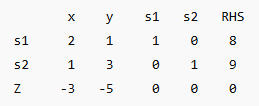 x y s1 s2 RHS
s1 2 1 1 0 8
s2 1 3 0 1 9
Z -3 -5 0 0 0